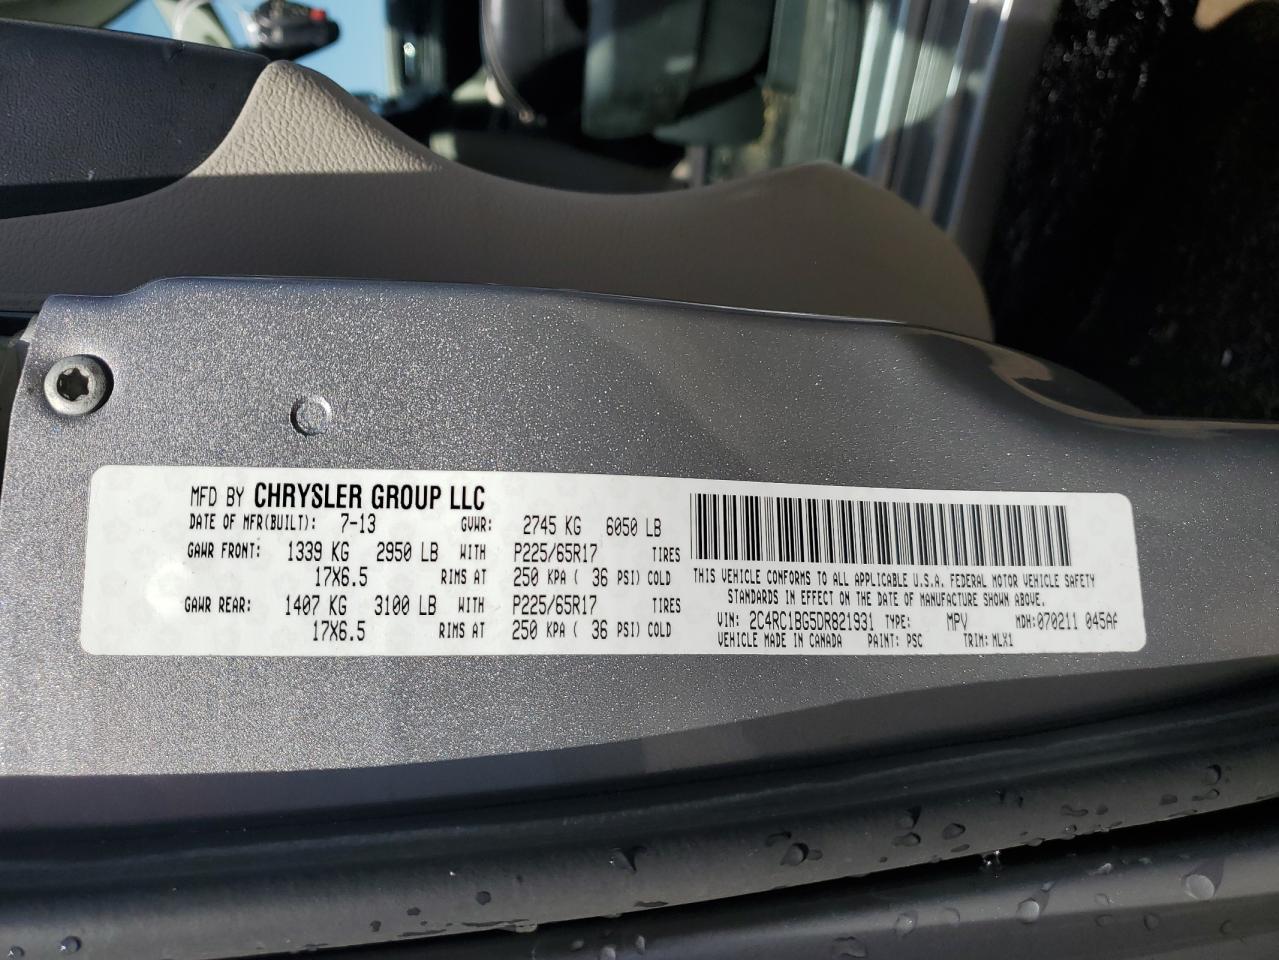 MFD BY CHRYSLER GROUP LLC
DATE OF MFR(BUILT): 7-13 GVWR: 2745 KG 6050 LB
GAWR FRONT: 1339 KG 2950 LB WITH P225/65R17 TIRES
17X6.5 RIMS AT 250 KPA ( 36 PSI) COLD
GAWR REAR: 1407 KG 3100 LB WITH P225/65R17 TIRES
17X6.5 RIMS AT 250 KPA ( 36 PSI) COLD
THIS VEHICLE CONFORMS TO ALL APPLICABLE U.S.A. FEDERAL MOTOR VEHICLE SAFETY
STANDARDS IN EFFECT ON THE DATE OF MANUFACTURE SHOWN ABOVE.
VIN: 2C4RC1BG5DR821931 TYPE: MPV MDH:070211 045AA
VEHICLE MADE IN CANADA PAINT: PSC TRIM: MLX1